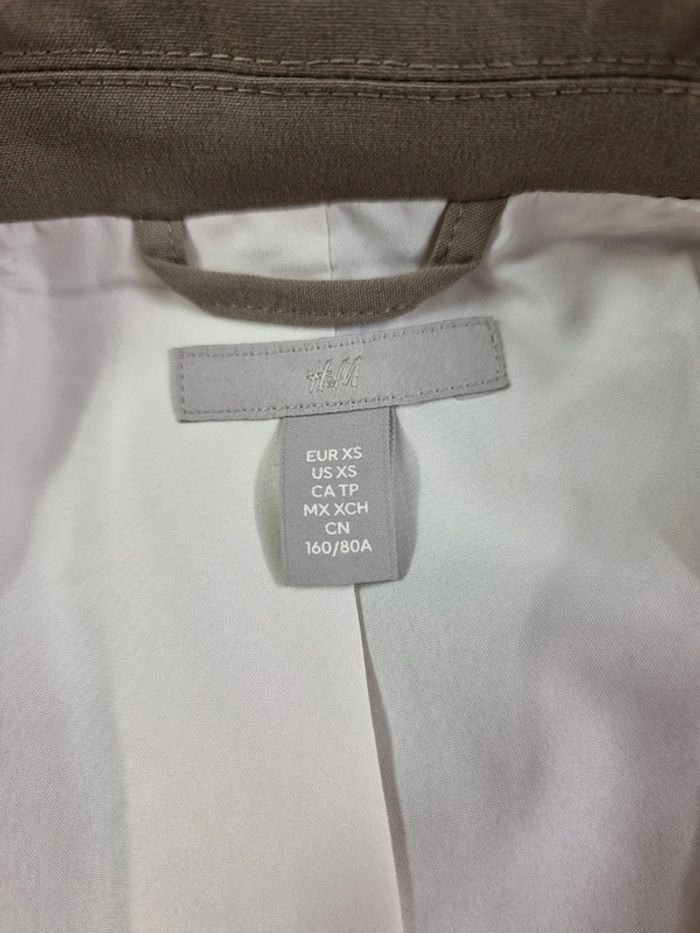 H&M
EUR XS
US XS
CA TP
MX XCH
CN
160/80A